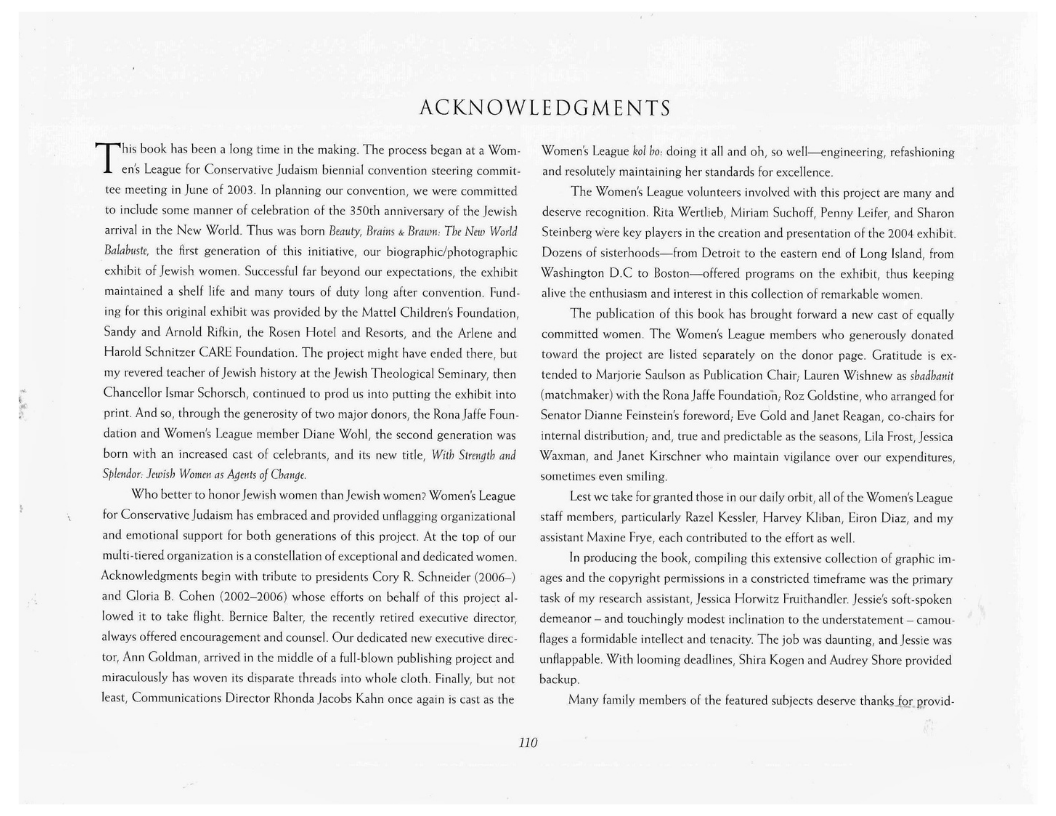 ACKNOWLEDGMENTS
This book has been a long time in the making. The process began at a Wom-
en's League for Conservative Judaism biennial convention steering commit-
tee meeting in June of 2003. In planning our convention, we were committed
to include some manner of celebration of the 350th anniversary of the Jewish
arrival in the New World. Thus was born Beauty, Brains & Brawn: The New World
Balabuste, the first generation of this initiative, our biographic/photographic
exhibit of Jewish women. Successful far beyond our expectations, the exhibit
maintained a shelf life and many tours of duty long after convention. Fund-
ing for this original exhibit was provided by the Mattel Children's Foundation,
Sandy and Arnold Rifkin, the Rosen Hotel and Resorts, and the Arlene and
Harold Schnitzer CARE Foundation. The project might have ended there, but
my revered teacher of Jewish history at the Jewish Theological Seminary, then
Chancellor Ismar Schorsch, continued to prod us into putting the exhibit into
print. And so, through the generosity of two major donors, the Rona Jaffe Foun-
dation and Women's League member Diane Wohl, the second generation was
born with an increased cast of celebrants, and its new title, With Strength and
Splendor: Jewish Women as Agents of Change.
Who better to honor Jewish women than Jewish women? Women's League
for Conservative Judaism has embraced and provided unflagging organizational
and emotional support for both generations of this project. At the top of our
multi-tiered organization is a constellation of exceptional and dedicated women.
Acknowledgments begin with tribute to presidents Cory R. Schneider (2006–)
and Gloria B. Cohen (2002–2006) whose efforts on behalf of this project al-
lowed it to take flight. Bernice Balter, the recently retired executive director,
always offered encouragement and counsel. Our dedicated new executive direc-
tor, Ann Goldman, arrived in the middle of a full-blown publishing project and
miraculously has woven its disparate threads into whole cloth. Finally, but not
least, Communications Director Rhonda Jacobs Kahn once again is cast as the
Women's League kol bo: doing it all and oh, so well—engineering, refashioning
and resolutely maintaining her standards for excellence.
The Women's League volunteers involved with this project are many and
deserve recognition. Rita Wertlieb, Miriam Suchoff, Penny Leifer, and Sharon
Steinberg were key players in the creation and presentation of the 2004 exhibit.
Dozens of sisterhoods—from Detroit to the eastern end of Long Island, from
Washington D.C to Boston—offered programs on the exhibit, thus keeping
alive the enthusiasm and interest in this collection of remarkable women.
The publication of this book has brought forward a new cast of equally
committed women. The Women's League members who generously donated
toward the project are listed separately on the donor page. Gratitude is ex-
tended to Marjorie Saulson as Publication Chair; Lauren Wishnew as shadhanit
(matchmaker) with the Rona Jaffe Foundation; Roz Goldstine, who arranged for
Senator Dianne Feinstein's foreword; Eve Gold and Janet Reagan, co-chairs for
internal distribution; and, true and predictable as the seasons, Lila Frost, Jessica
Waxman, and Janet Kirschner who maintain vigilance over our expenditures,
sometimes even smiling.
Lest we take for granted those in our daily orbit, all of the Women's League
staff members, particularly Razel Kessler, Harvey Kliban, Eiron Diaz, and my
assistant Maxine Frye, each contributed to the effort as well.
In producing the book, compiling this extensive collection of graphic im-
ages and the copyright permissions in a constricted timeframe was the primary
task of my research assistant, Jessica Horwitz Fruithandler. Jessie's soft-spoken
demeanor – and touchingly modest inclination to the understatement – camou-
flages a formidable intellect and tenacity. The job was daunting, and Jessie was
unflappable. With looming deadlines, Shira Kogen and Audrey Shore provided
backup.
Many family members of the featured subjects deserve thanks for provid-
110